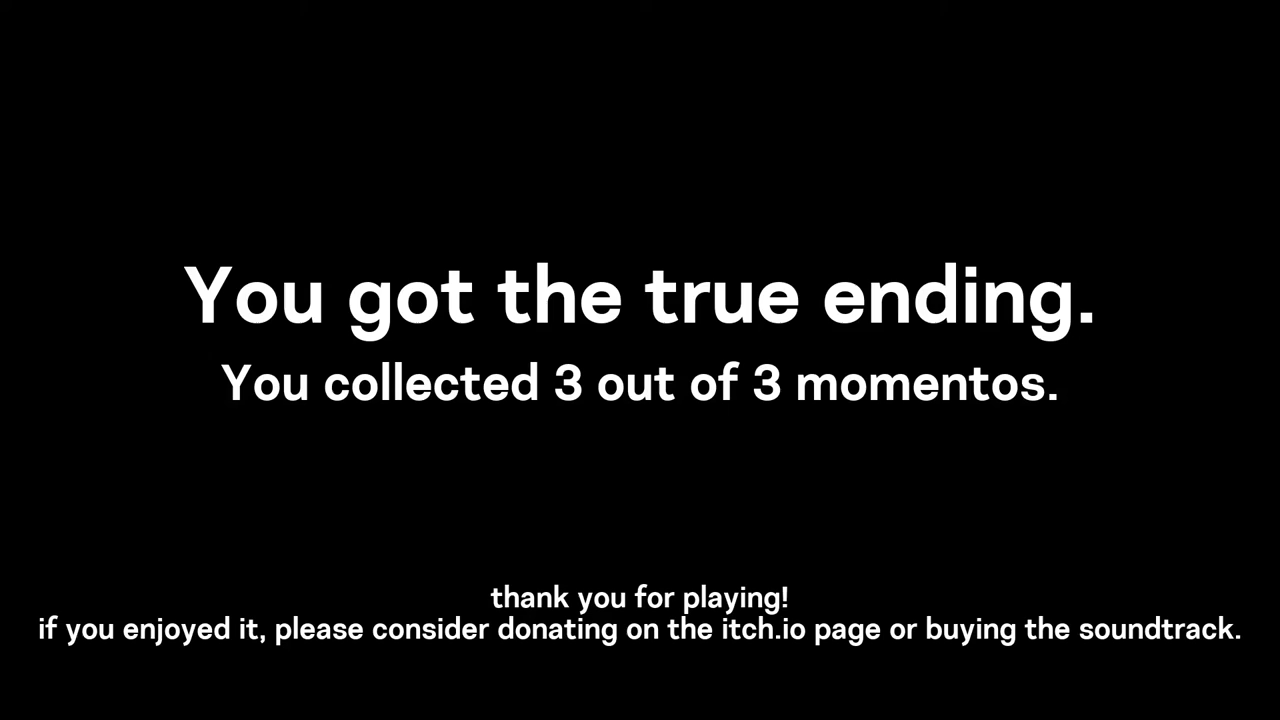 You got the true ending.
You collected 3 out of 3 momentos.
thank you for playing!
if you enjoyed it, please consider donating on the itch.io page or buying the soundtrack.